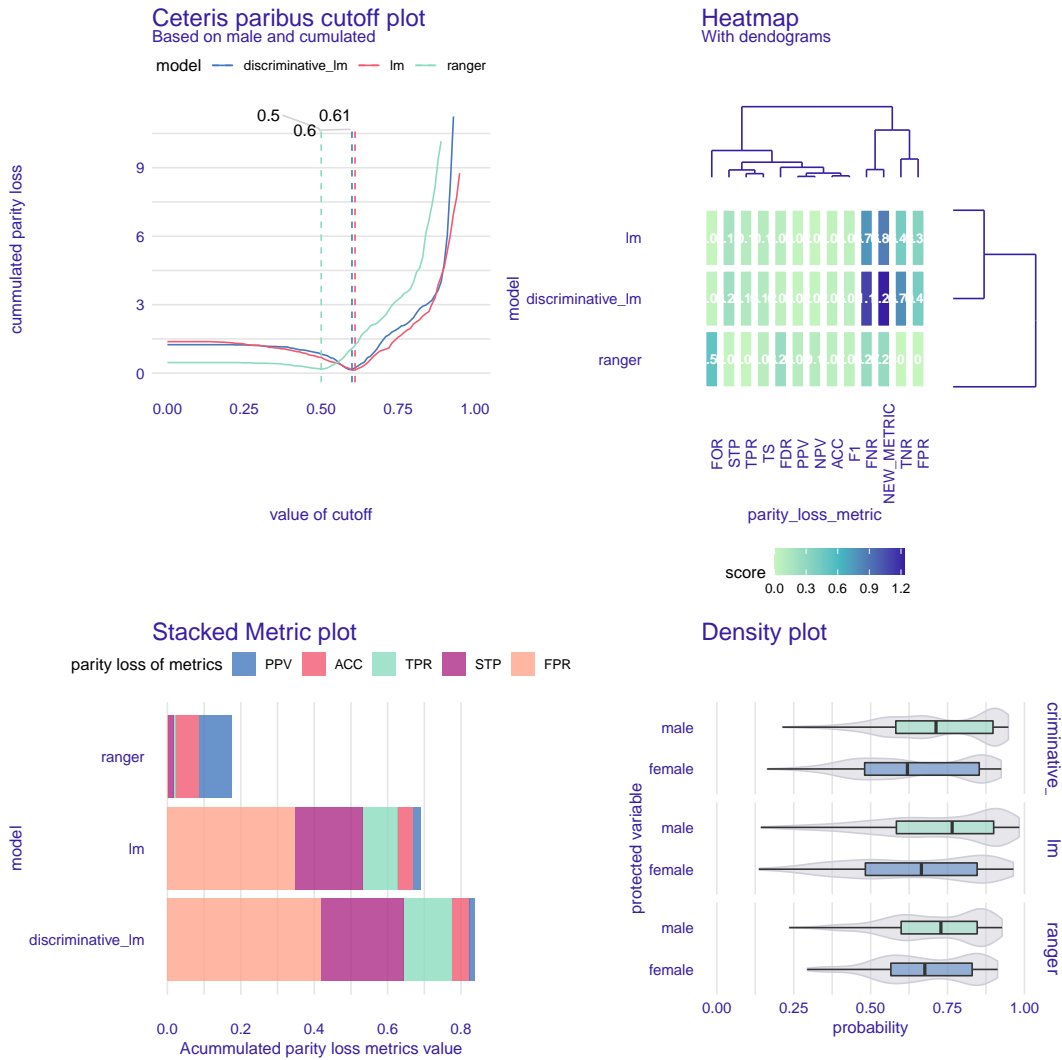 Ceteris paribus cutoff plot
Based on male and cumulated
model discriminative_lm lm ranger
0.5 0.61
0.6
cummulated parity loss
9
6
3
0
0.00 0.25 0.50 0.75 1.00
value of cutoff
Heatmap
With dendograms
model
lm
discriminative_lm
ranger
FOR STP TPR TS FDR PPV NPV ACC F1 FNR NEW_METRIC TNR FPR
parity_loss_metric
score
0.0 0.3 0.6 0.9 1.2
Stacked Metric plot
parity loss of metrics PPV ACC TPR STP FPR
model
ranger
lm
discriminative_lm
0.0 0.2 0.4 0.6 0.8
Acummulated parity loss metrics value
Density plot
protected variable
male
female
criminative_
male
female
lm
male
female
ranger
0.00 0.25 0.50 0.75 1.00
probability